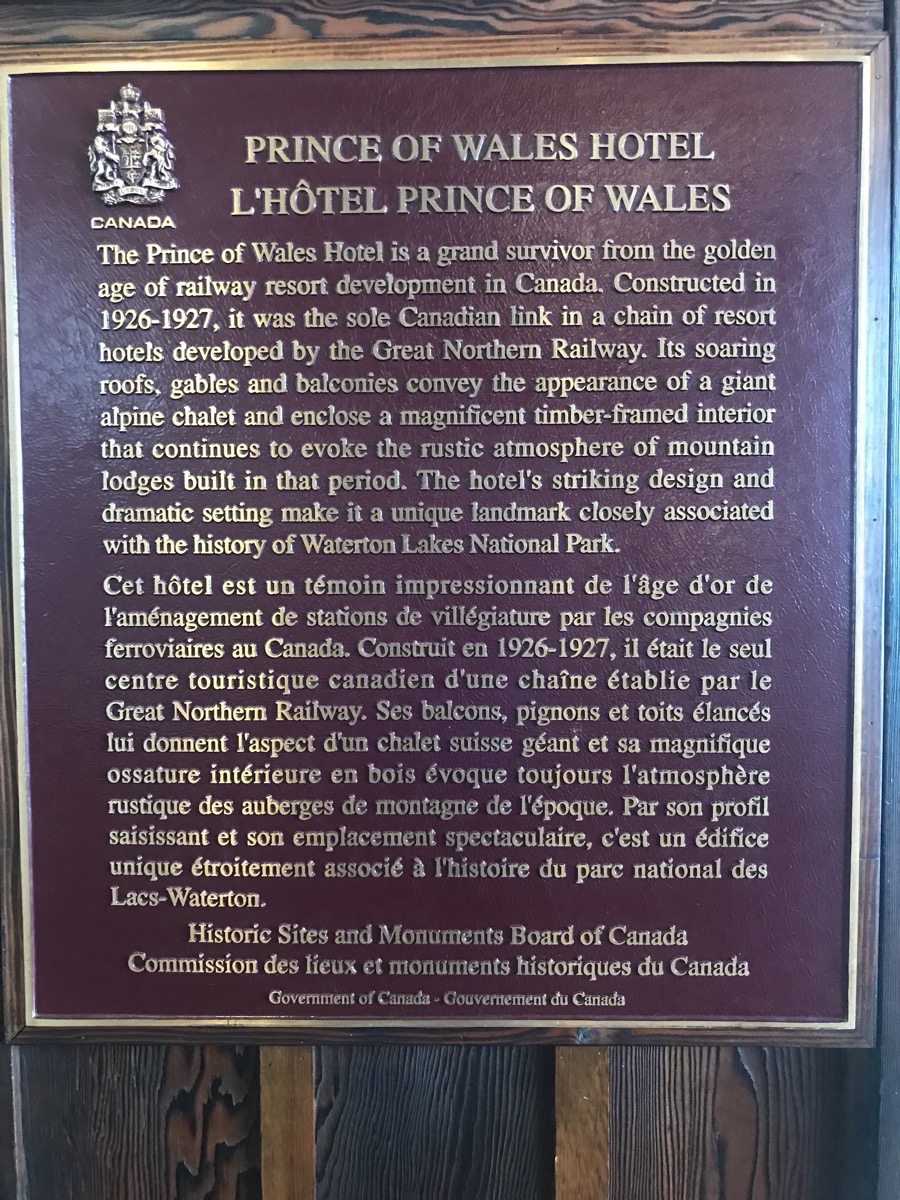 CANADA
PRINCE OF WALES HOTEL
L'HÔTEL PRINCE OF WALES
The Prince of Wales Hotel is a grand survivor from the golden
age of railway resort development in Canada. Constructed in
1926-1927, it was the sole Canadian link in a chain of resort
hotels developed by the Great Northern Railway. Its soaring
roofs, gables and balconies convey the appearance of a giant
alpine chalet and enclose a magnificent timber-framed interior
that continues to evoke the rustic atmosphere of mountain
lodges built in that period. The hotel's striking design and
dramatic setting make it a unique landmark closely associated
with the history of Waterton Lakes National Park.
Cet hôtel est un témoin impressionnant de l'âge d'or de
l'aménagement de stations de villégiature par les compagnies
ferroviaires au Canada. Construit en 1926-1927, il était le seul
centre touristique canadien d'une chaîne établie par le
Great Northern Railway. Ses balcons, pignons et toits élancés
lui donnent l'aspect d'un chalet suisse géant et sa magnifique
ossature intérieure en bois évoque toujours l'atmosphère
rustique des auberges de montagne de l'époque. Par son profil
saisissant et son emplacement spectaculaire, c'est un édifice
unique étroitement associé à l'histoire du parc national des
Lacs-Waterton.
Historic Sites and Monuments Board of Canada
Commission des lieux et monuments historiques du Canada
Government of Canada - Gouvernement du Canada